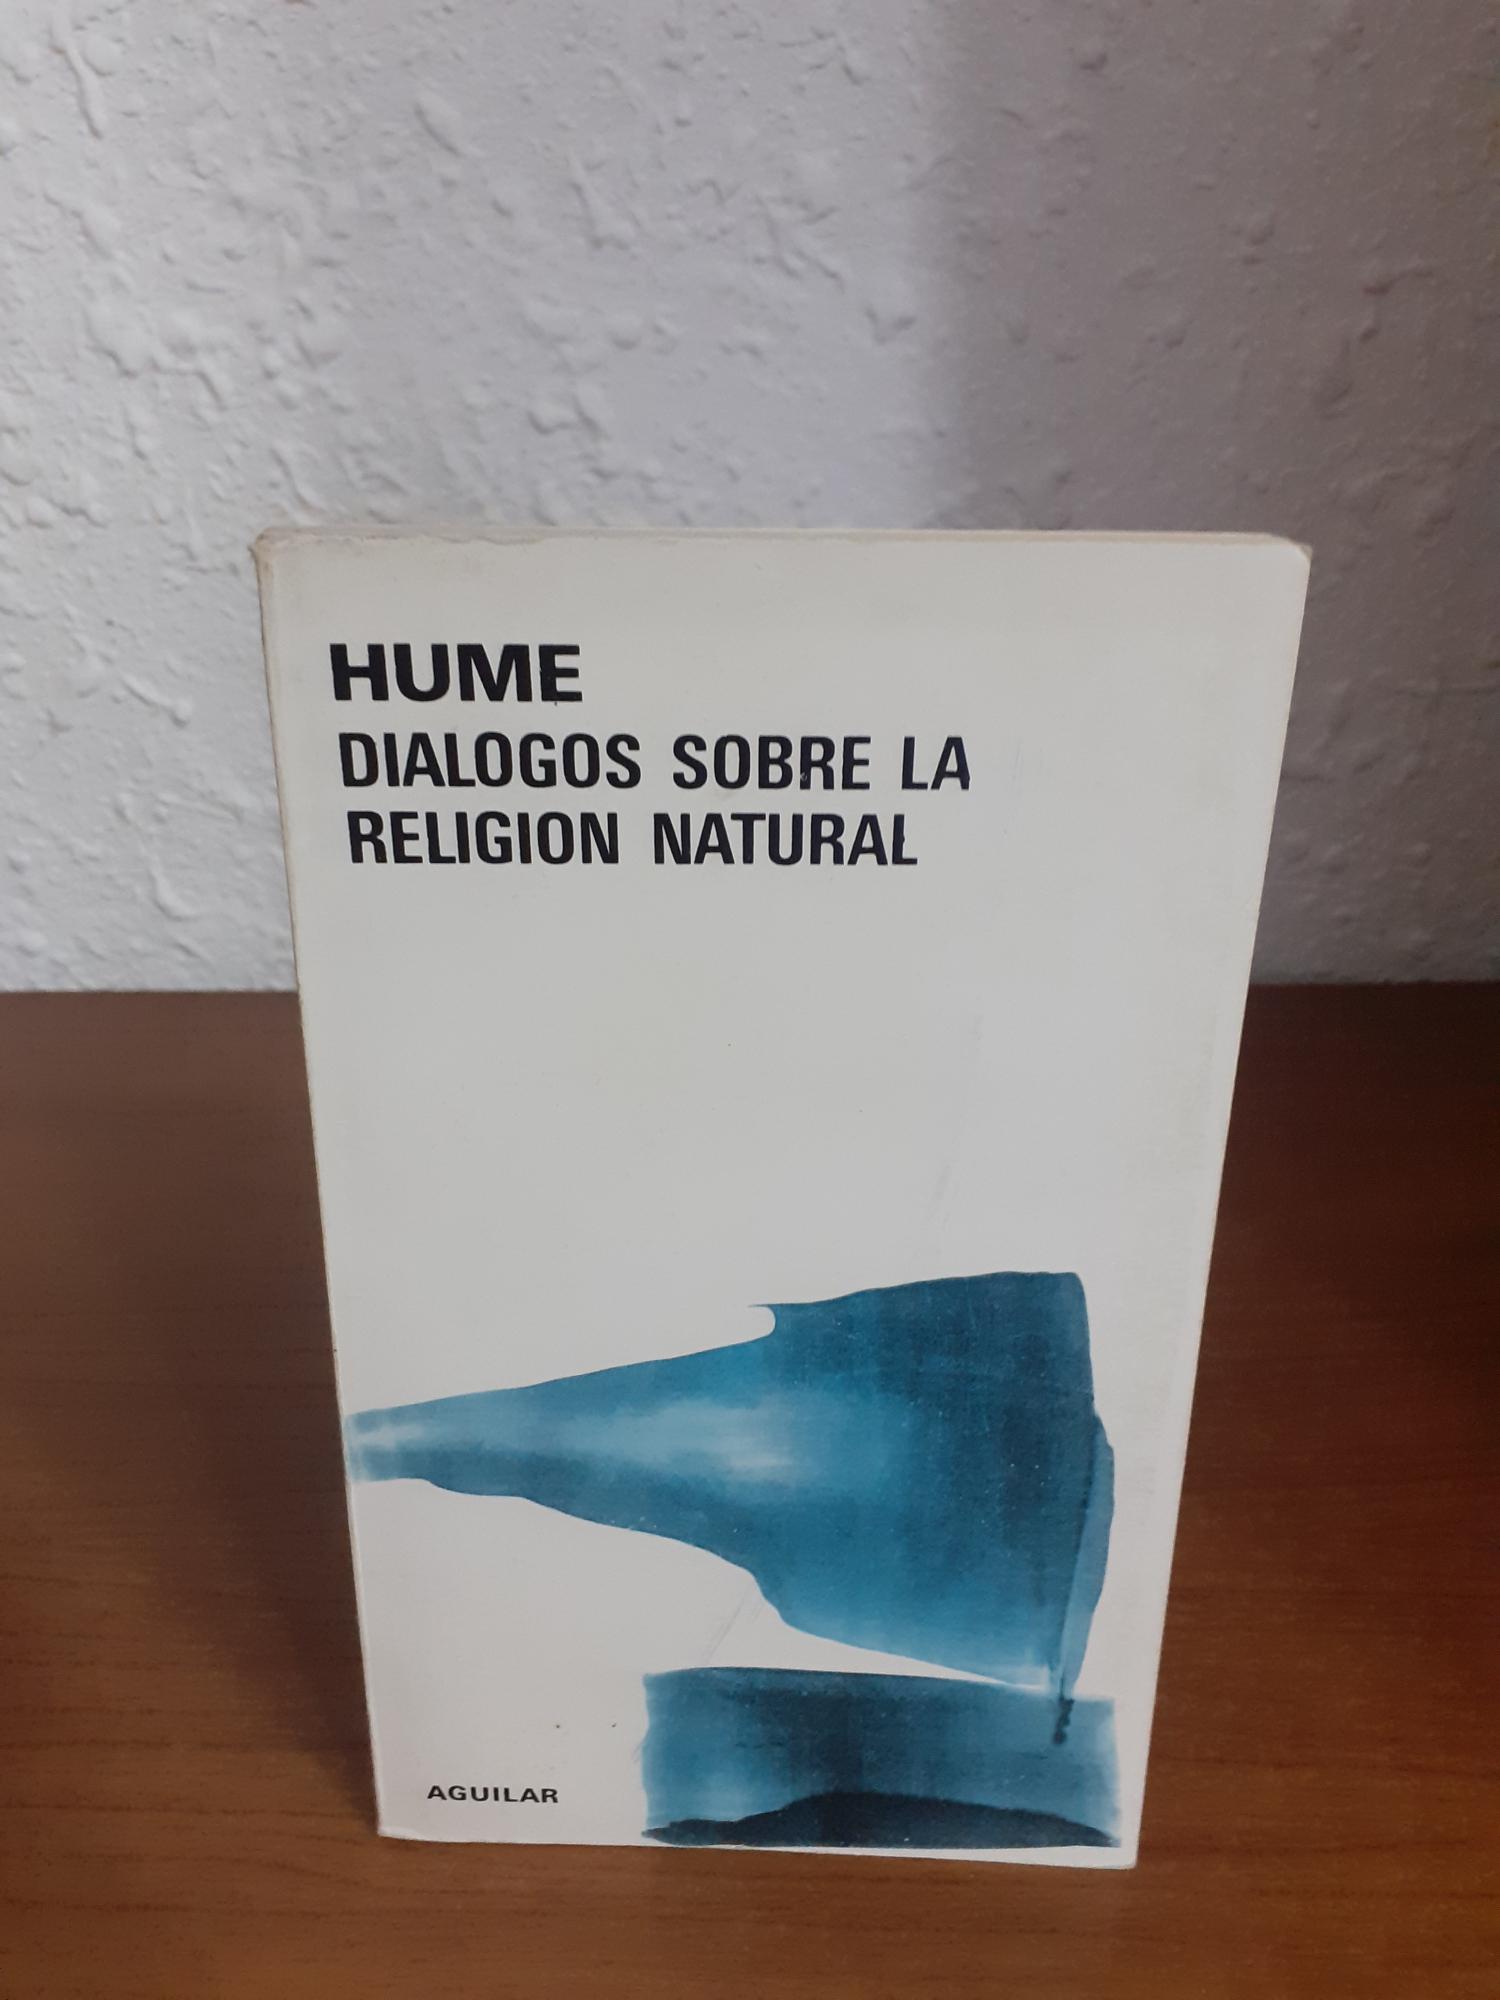 HUME
DIALOGOS SOBRE LA
RELIGION NATURAL
AGUILAR